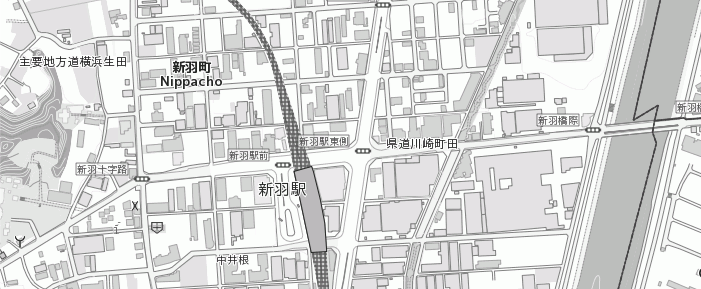 主要地方道横浜生田
新羽町
Nippacho
新羽橋際
新羽駅東側
県道川崎町田
新羽駅前
新羽十字路
新羽駅
中井根